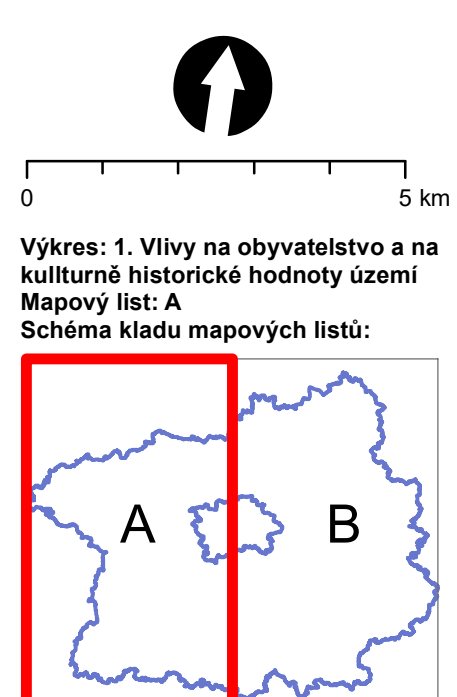 0 5 km
Výkres: 1. Vlivy na obyvatelstvo a na
kullturně historické hodnoty území
Mapový list: A
Schéma kladu mapových listů:
A B